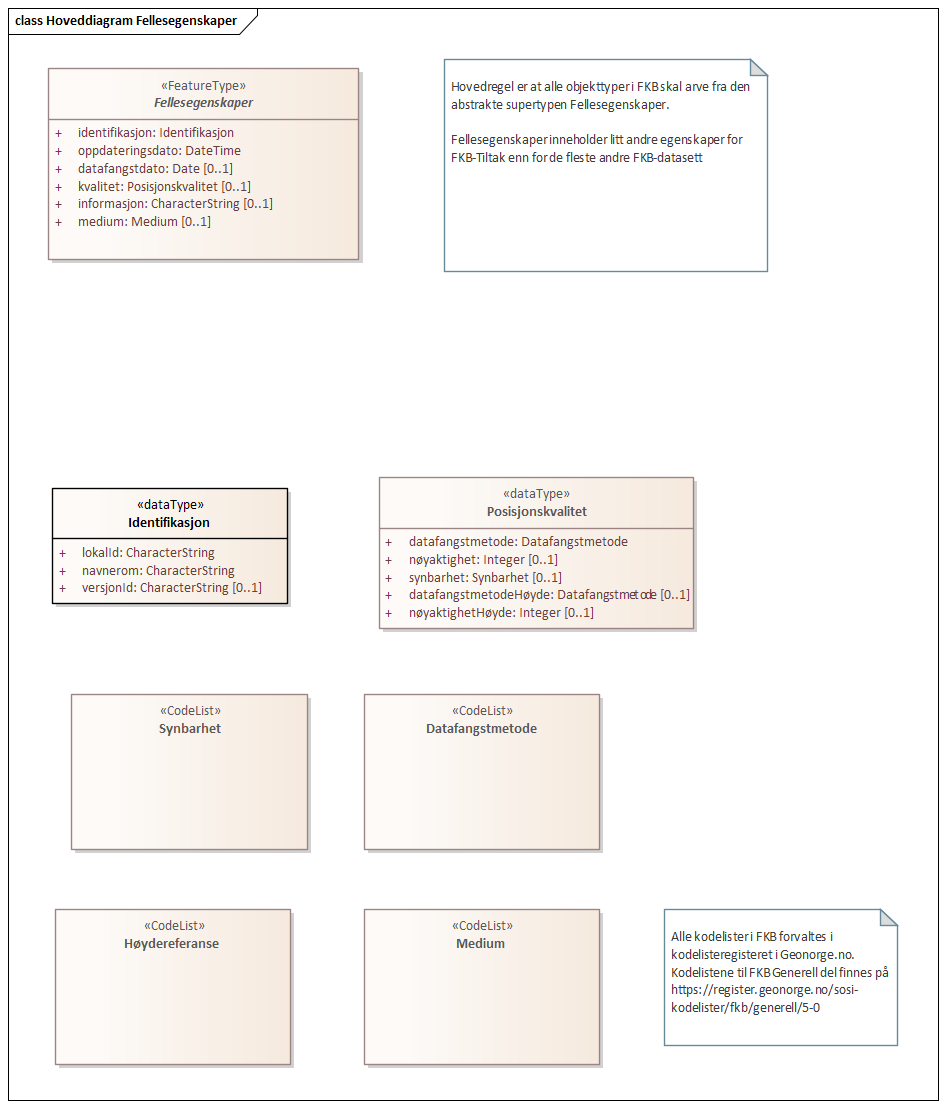 class Hoveddiagram Fellesegenskaper
«FeatureType»
Fellesegenskaper
+ identifikasjon: Identifikasjon
+ oppdateringsdato: DateTime
+ datafangstdato: Date [0..1]
+ kvalitet: Posisjonskvalitet [0..1]
+ informasjon: CharacterString [0..1]
+ medium: Medium [0..1]
Hovedregel er at alle objekttyper i FKB skal arve fra den
abstrakte supertypen Fellesegenskaper.
Fellesegenskaper inneholder litt andre egenskaper for
FKB-Tiltak enn for de fleste andre FKB-datasett
«dataType»
Identifikasjon
+ lokalId: CharacterString
+ navnerom: CharacterString
+ versjonId: CharacterString [0..1]
«dataType»
Posisjonskvalitet
+ datafangstmetode: Datafangstmetode
+ nøyaktighet: Integer [0..1]
+ synbarhet: Synbarhet [0..1]
+ datafangstmetodeHøyde: Datafangstmetode [0..1]
+ nøyaktighetHøyde: Integer [0..1]
«CodeList»
Synbarhet
«CodeList»
Datafangstmetode
«CodeList»
Høydereferanse
«CodeList»
Medium
Alle kodelister i FKB forvaltes i
kodelisteregisteret i Geonorge.no.
Kodelistene til FKB Generell del finnes på
https://register.geonorge.no/sosi-
kodelister/fkb/generell/5-0